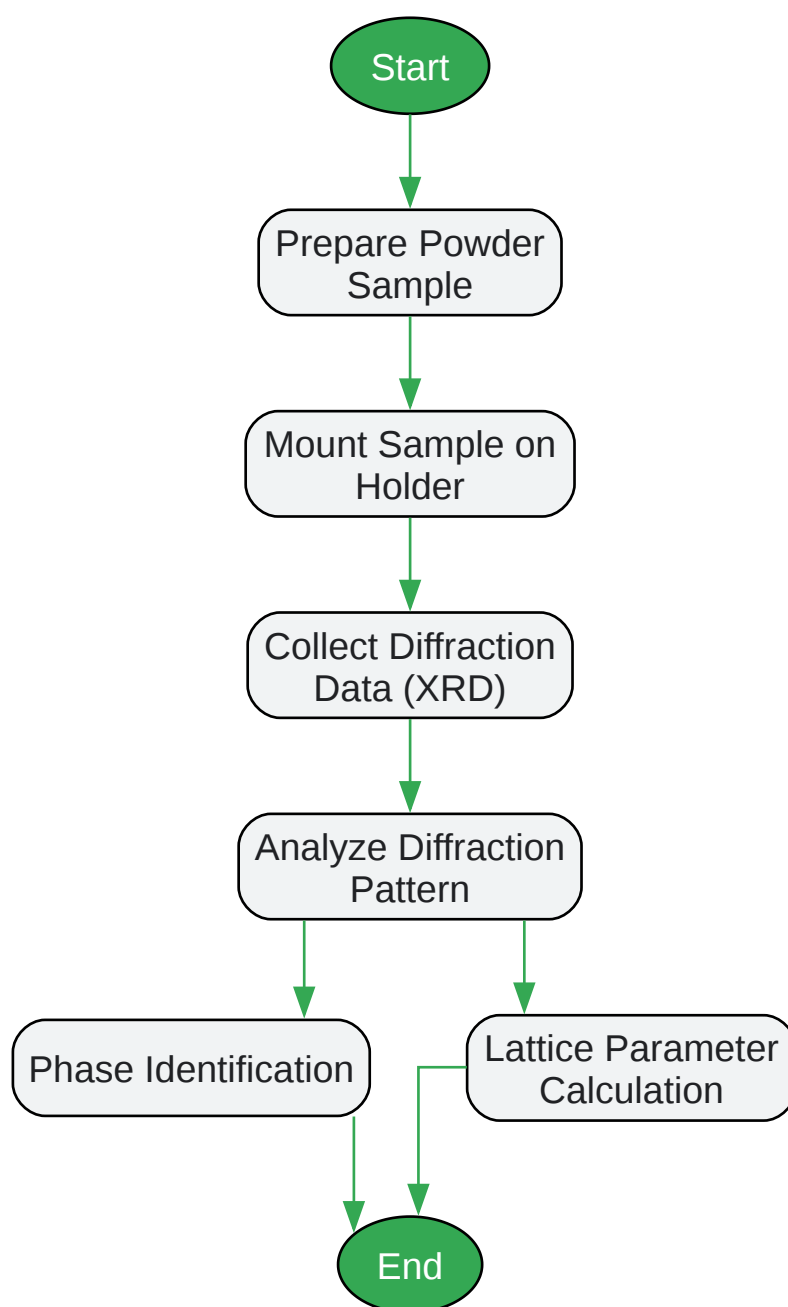 Start
Prepare Powder
Sample
Mount Sample on
Holder
Collect Diffraction
Data (XRD)
Analyze Diffraction
Pattern
Phase Identification
Lattice Parameter
Calculation
End